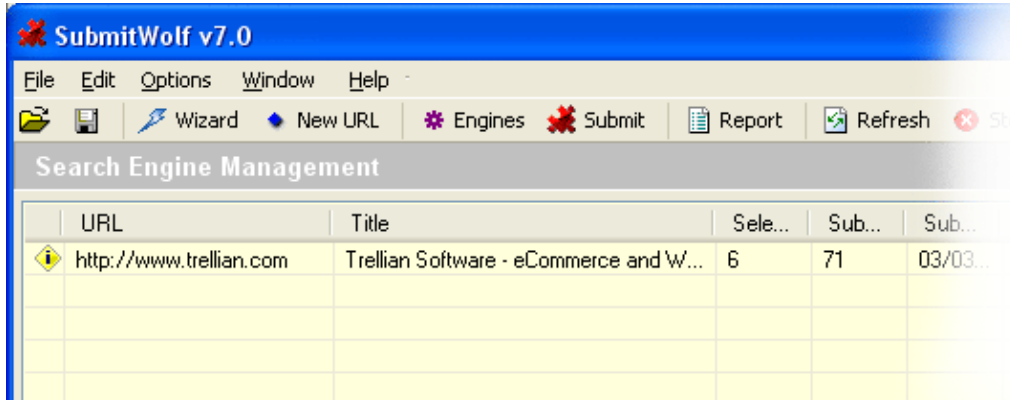 SubmitWolf v7.0
File Edit Options Window Help
Wizard New URL Engines Submit Report Refresh
Search Engine Management
URL Title Sele... Sub... Sub...
http://www.trellian.com Trellian Software - eCommerce and W... 6 71 03/03...